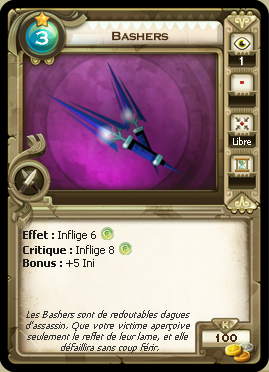 Bashers
3
1
Libre
Effet : Inflige 6
Critique : Inflige 8
Bonus : +5 Ini
Les Bashers sont de redoutables dagues
d'assassin. Que votre victime aperçoive
seulement le reflet de leur lame, et elle
défaillira sans coup férir.
100